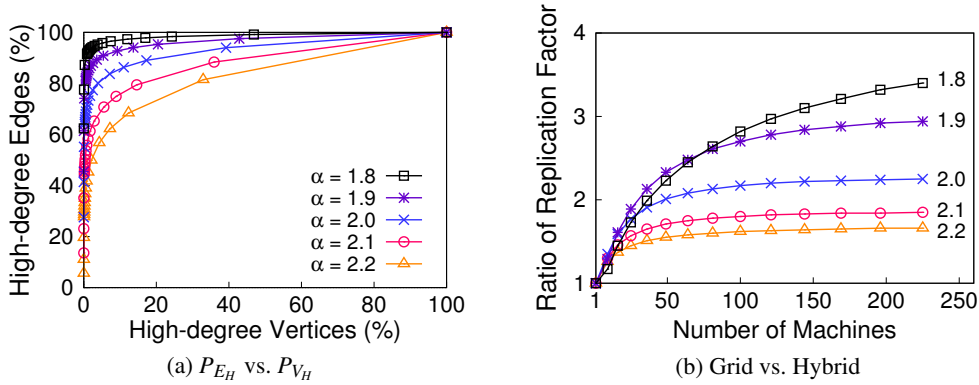 High-degree Edges (%)
100
80
60
40
20
0
α = 1.8
α = 1.9
α = 2.0
α = 2.1
α = 2.2
0 20 40 60 80 100
High-degree Vertices (%)
(a) P_{E_H} vs. P_{V_H}
Ratio of Replication Factor
4
3
2
1
1.8
1.9
2.0
2.1
2.2
1 50 100 150 200 250
Number of Machines
(b) Grid vs. Hybrid